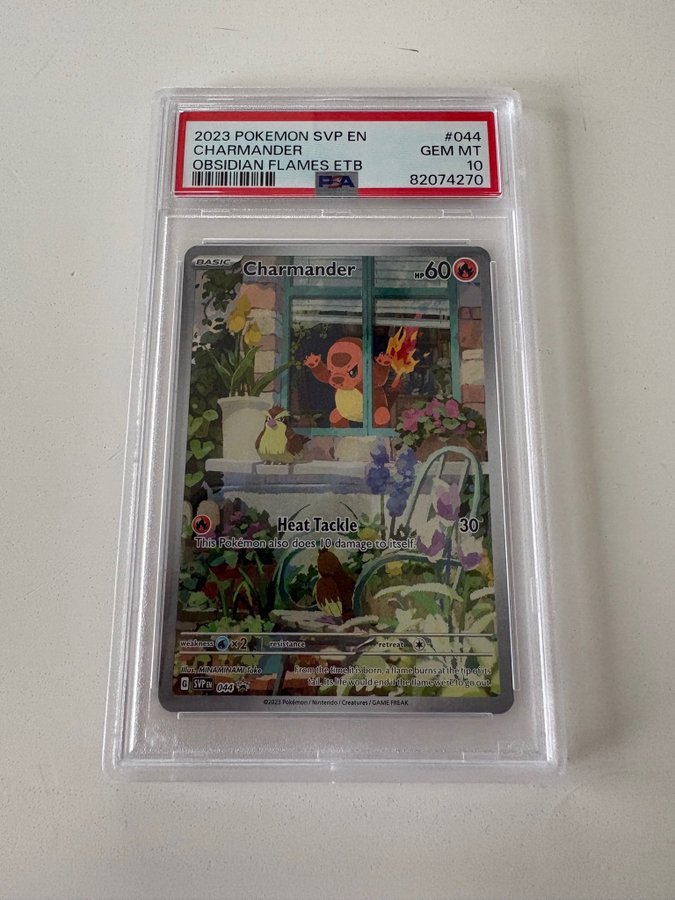 2023 POKEMON SVP EN #044
CHARMANDER GEM MT
OBSIDIAN FLAMES ETB 10
PSA 82074270
BASIC Charmander HP 60
Heat Tackle 30
This Pokémon also does 10 damage to itself.
weakness ×2 resistance retreat
Illus. MINAMINAMI Take From the time it is born, a flame burns at the tip of its
tail. Its life would end if the flame were to go out.
G SVP EN 044
©2023 Pokémon / Nintendo / Creatures / GAME FREAK